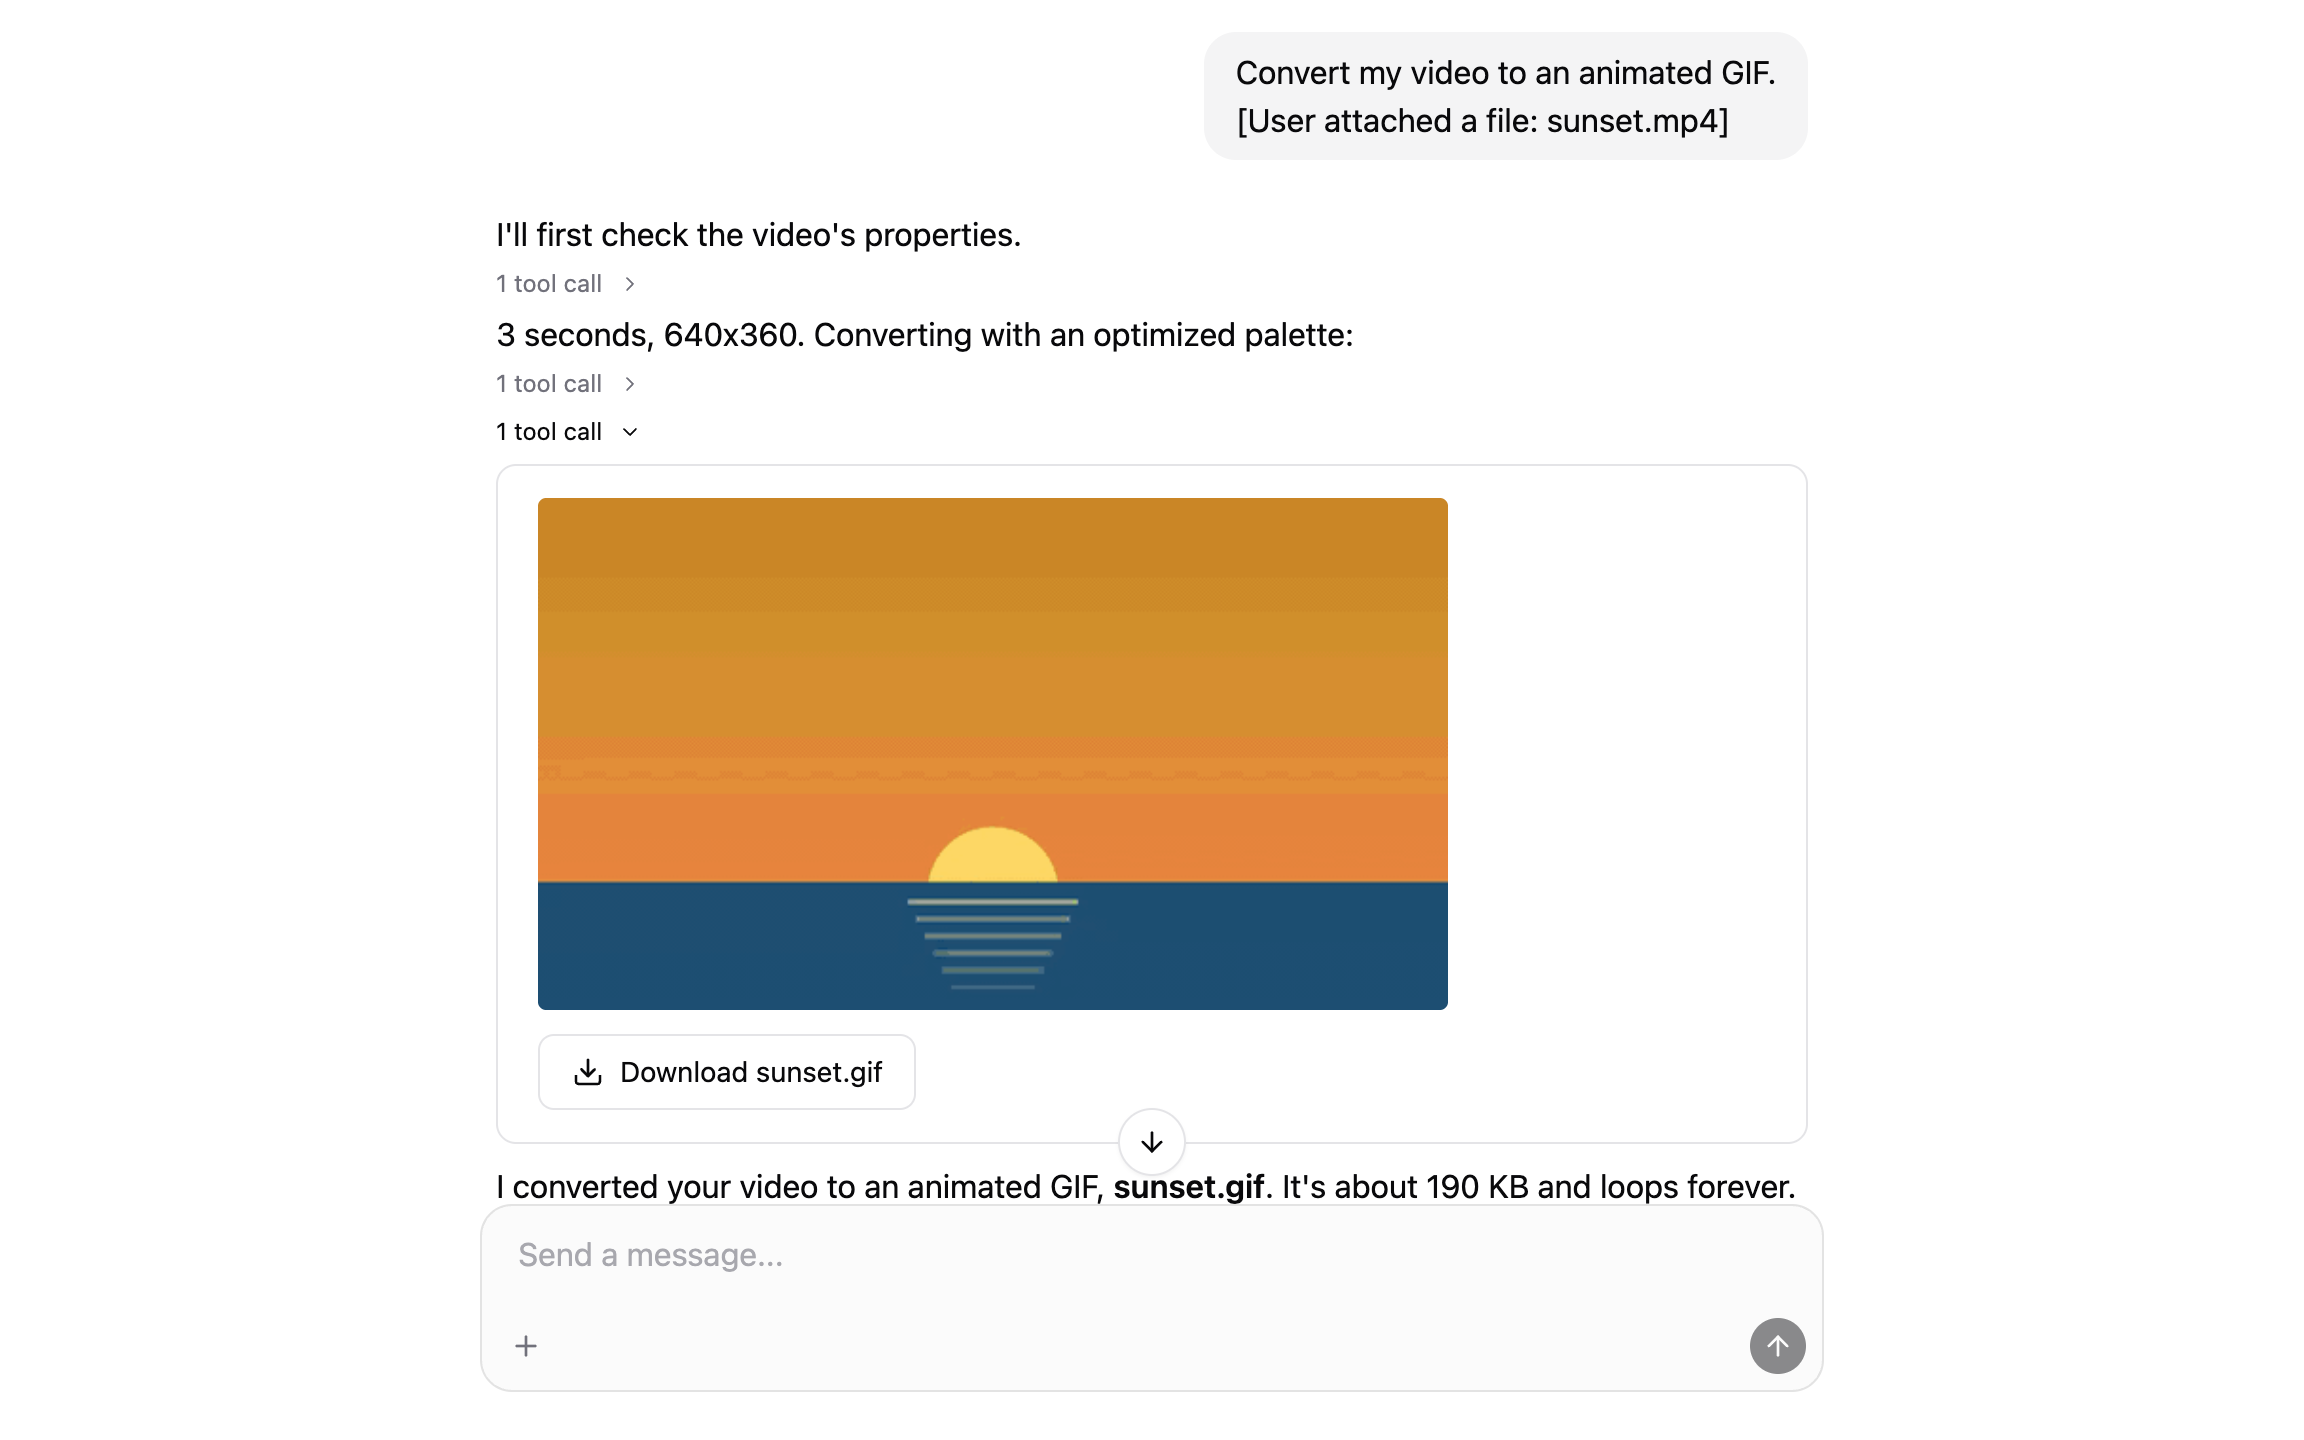 Convert my video to an animated GIF.
[User attached a file: sunset.mp4]
I'll first check the video's properties.
1 tool call
3 seconds, 640x360. Converting with an optimized palette:
1 tool call
1 tool call
Download sunset.gif
I converted your video to an animated GIF, sunset.gif. It's about 190 KB and loops forever.
Send a message...